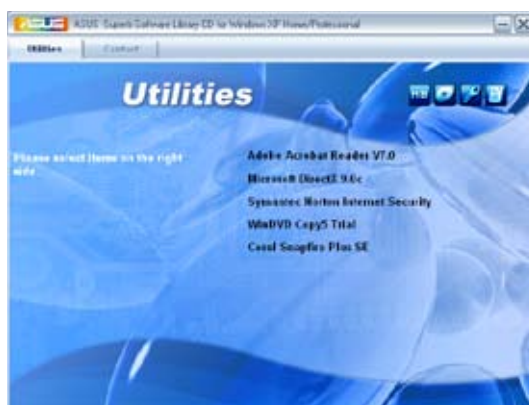 ASUS Superb Software Library CD for Windows XP Home/Professional
Utilities
Contact
Utilities
Please select items on the right
side
Adobe Acrobat Reader V7.0
Microsoft DirectX 9.0c
Symantec Norton Internet Security
WinDVD Copy5 Trial
Corel Snapfire Plus SE